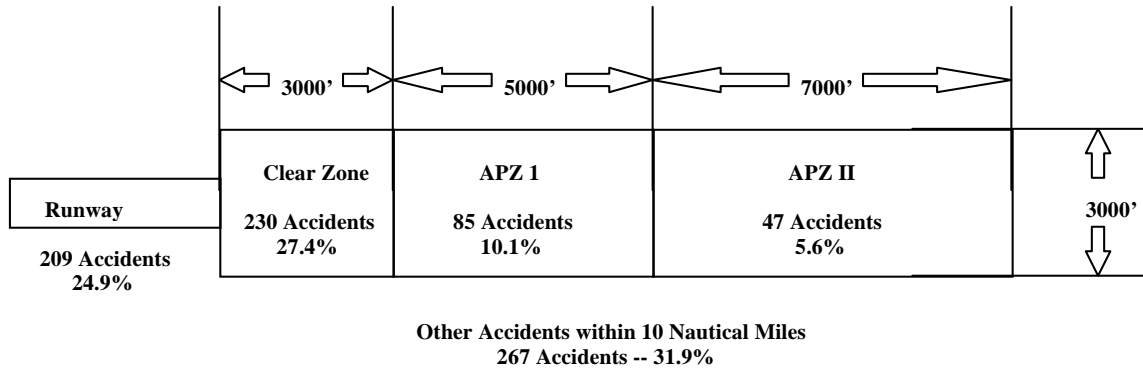 3000’
5000’
7000’
Clear Zone
APZ 1
APZ II
Runway
230 Accidents
27.4%
85 Accidents
10.1%
47 Accidents
5.6%
3000’
209 Accidents
24.9%
Other Accidents within 10 Nautical Miles
267 Accidents -- 31.9%